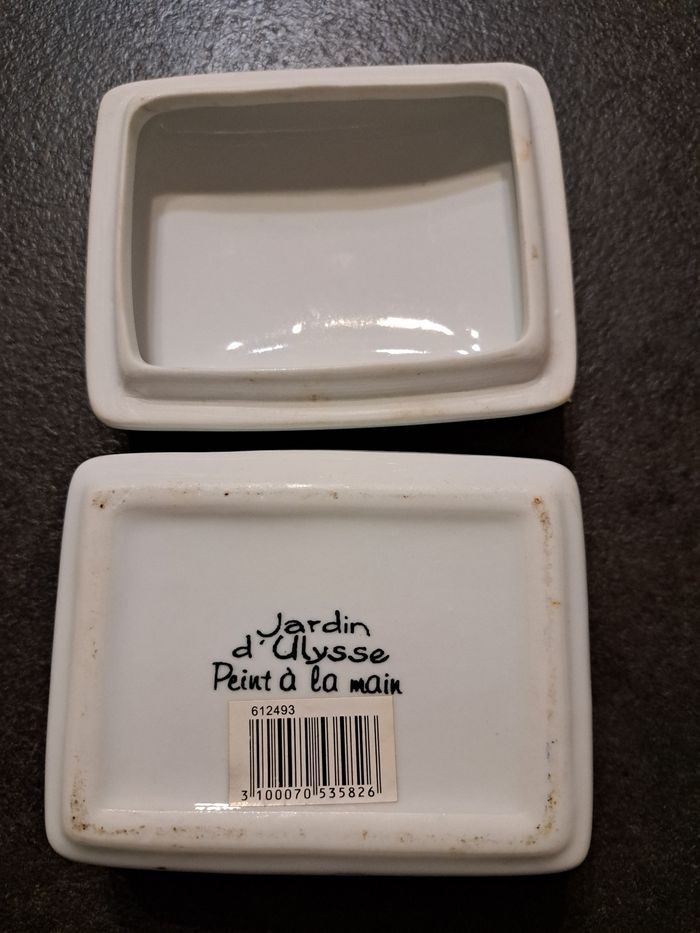 Jardin
d'Ulysse
Peint à la main
612493
3 100070 535826